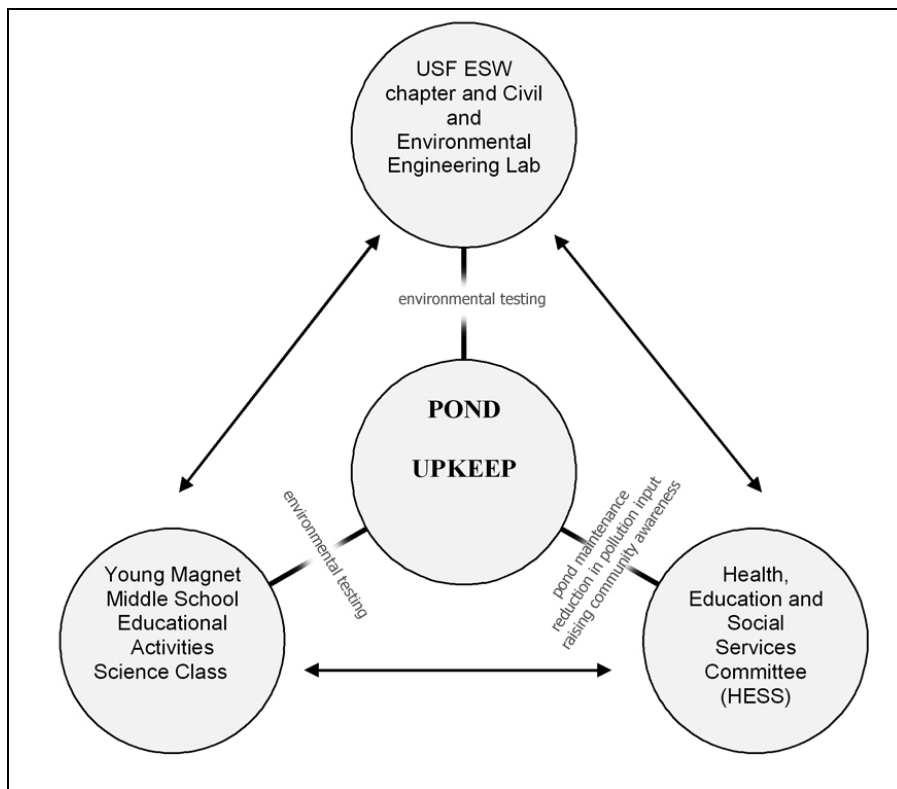 USF ESW
chapter and Civil
and
Environmental
Engineering Lab
environmental testing
POND
UPKEEP
environmental testing
pond maintenance
reduction in pollution input
raising community awareness
Young Magnet
Middle School
Educational
Activities
Science Class
Health,
Education and
Social
Services
Committee
(HESS)